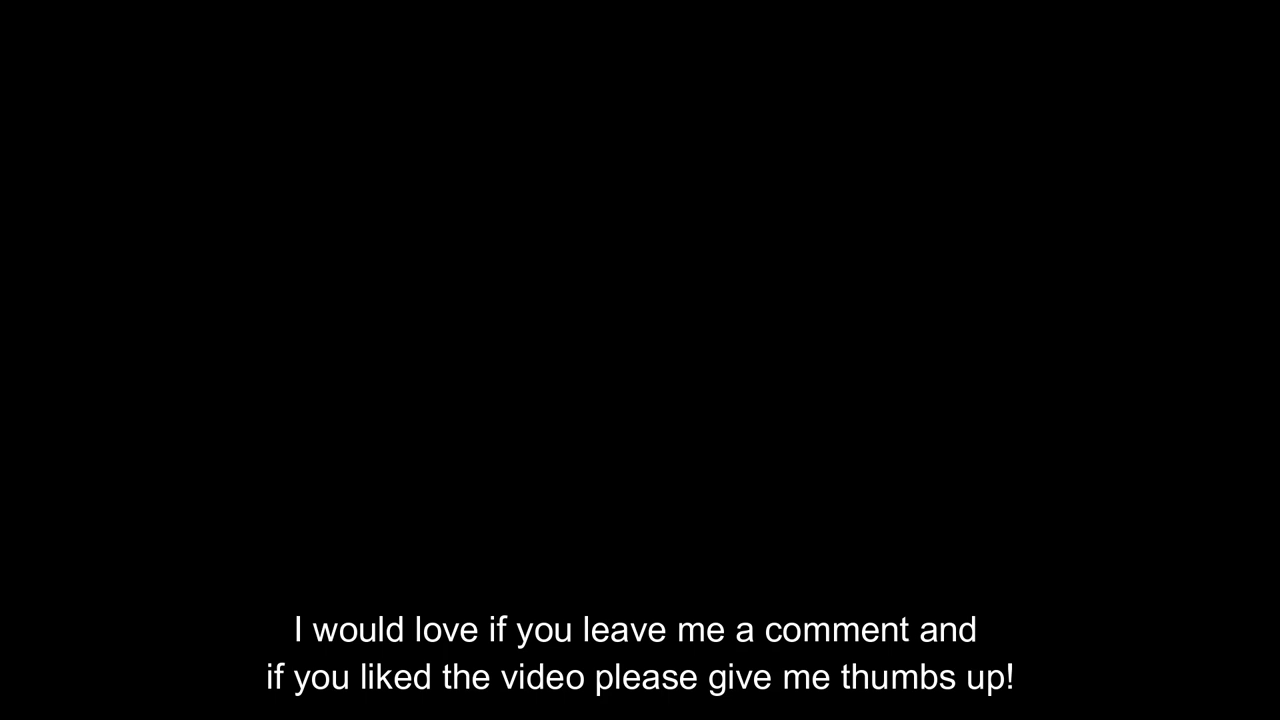 I would love if you leave me a comment and
if you liked the video please give me thumbs up!